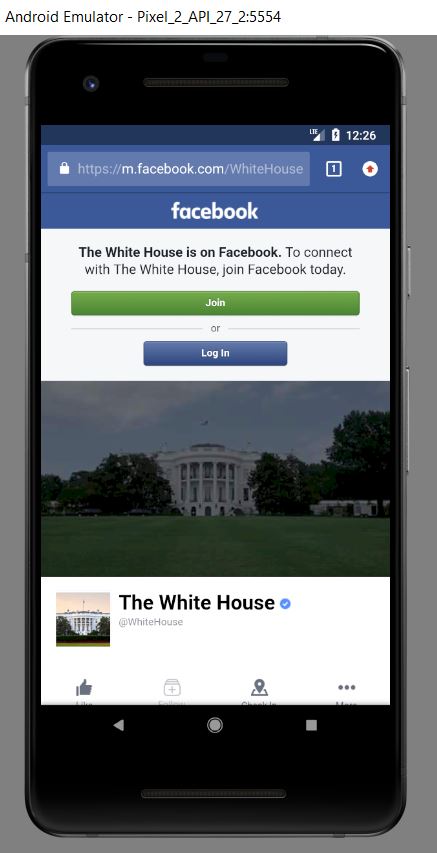 Android Emulator - Pixel_2_API_27_2:5554
LTE 12:26
https://m.facebook.com/WhiteHouse 1
facebook
The White House is on Facebook. To connect
with The White House, join Facebook today.
Join
or
Log In
The White House
@WhiteHouse
Like Follow Check In More